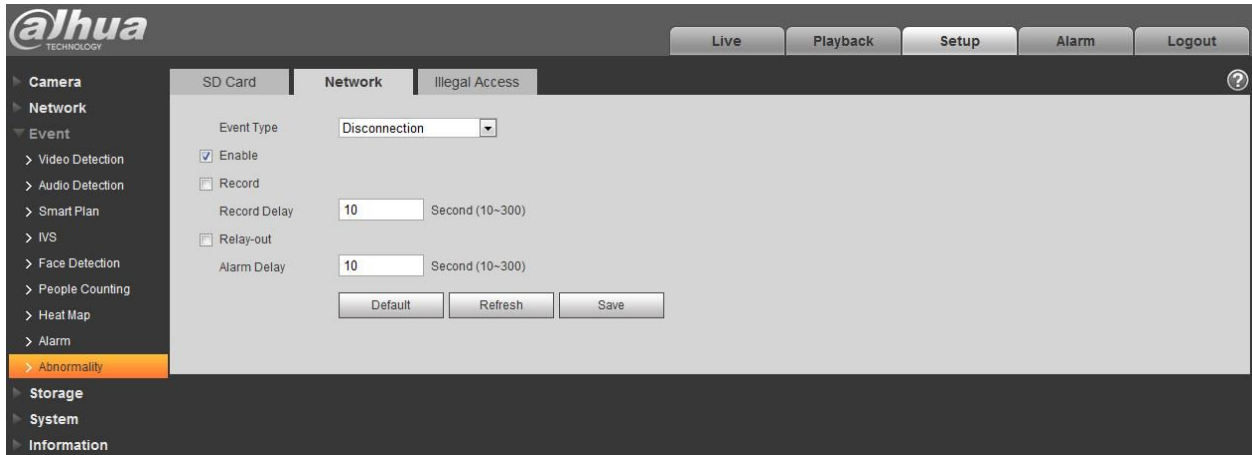 alhua
TECHNOLOGY
Live
Playback
Setup
Alarm
Logout
Camera
Network
Event
Video Detection
Audio Detection
Smart Plan
IVS
Face Detection
People Counting
Heat Map
Alarm
Abnormality
Storage
System
Information
SD Card
Network
Illegal Access
?
Event Type
Disconnection
Enable
Record
Record Delay
10
Second (10~300)
Relay-out
Alarm Delay
10
Second (10~300)
Default
Refresh
Save